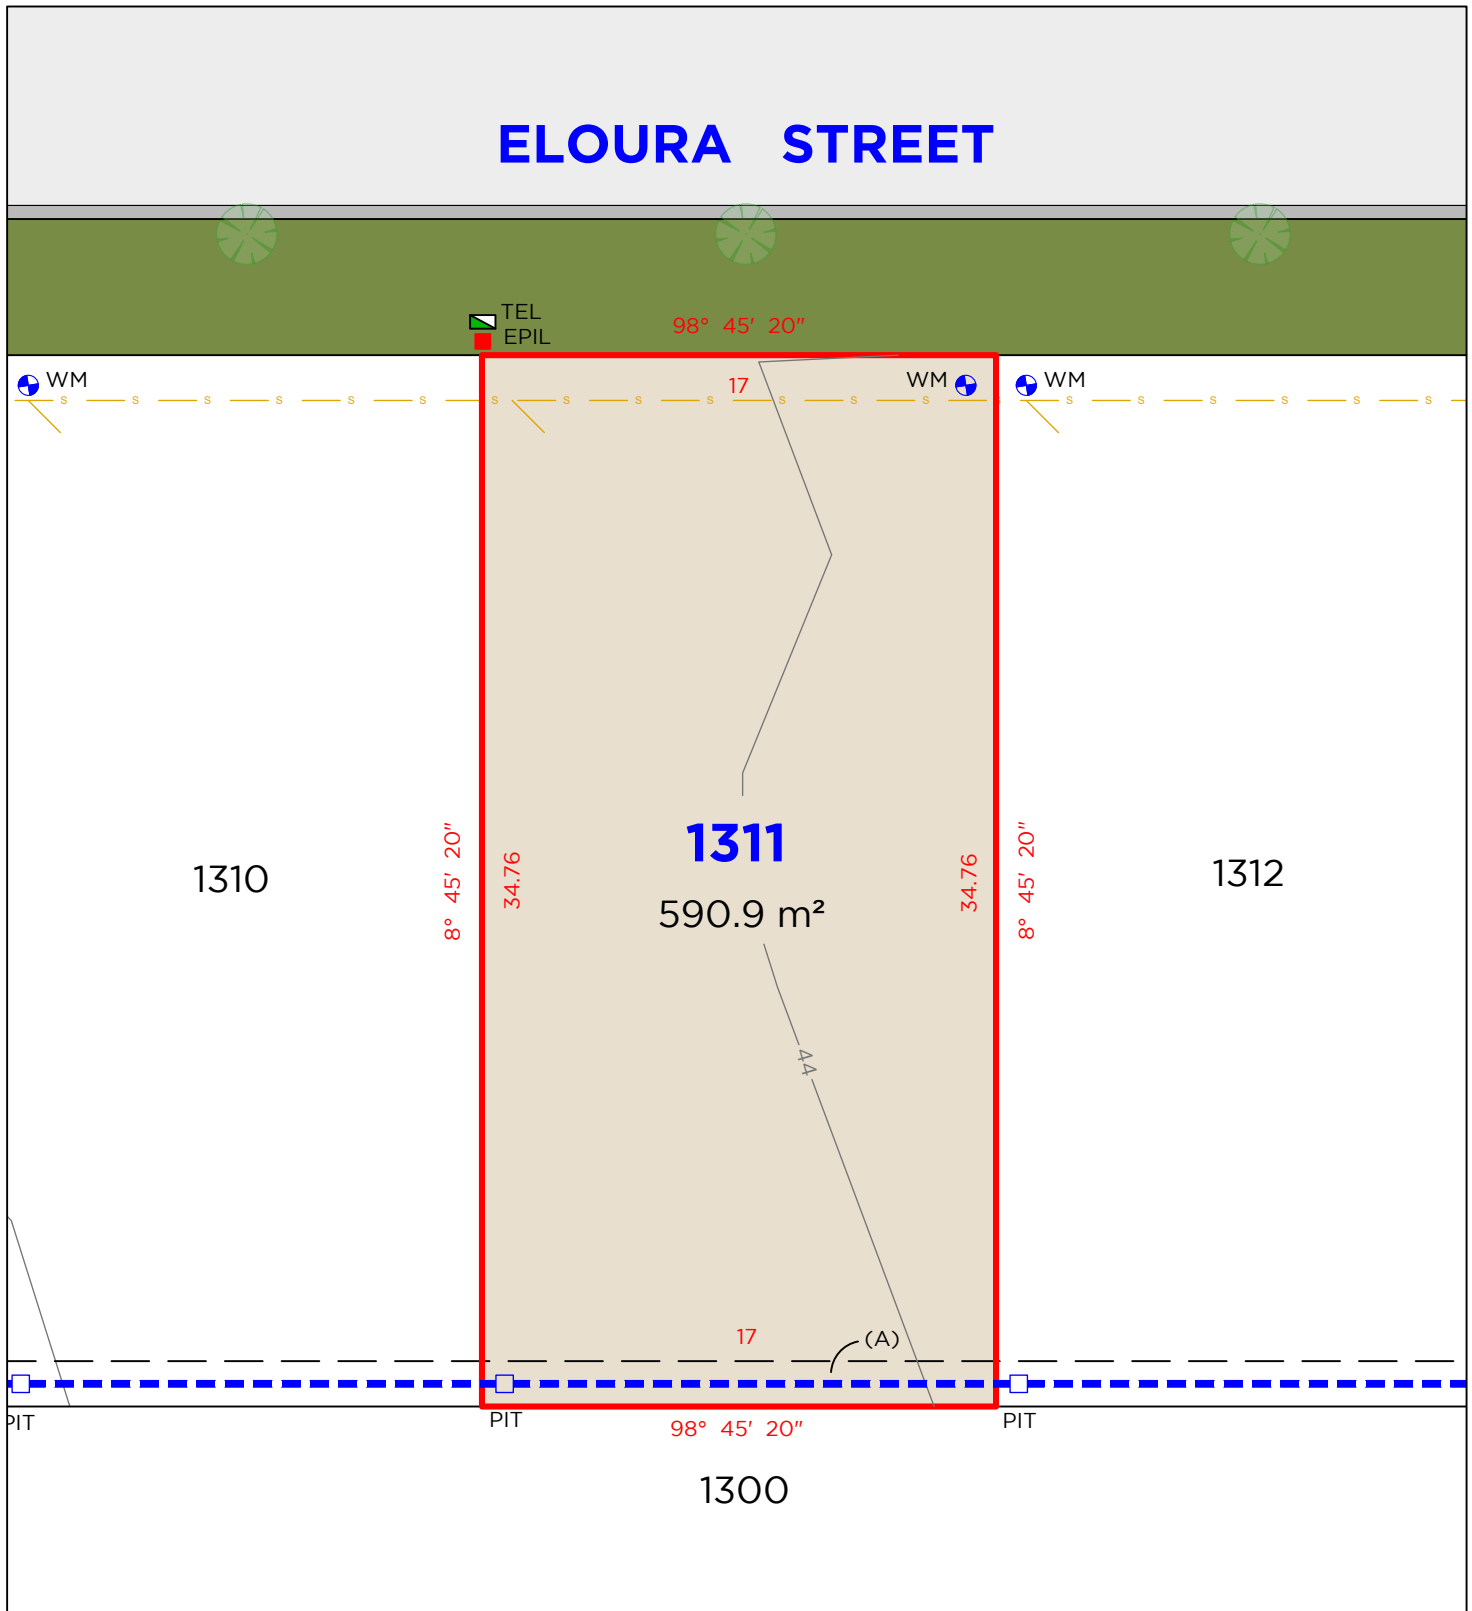 ELOURA STREET
TEL
EPIL
98° 45' 20"
WM
17
WM
WM
s s s s s s s s s s s s s s s s s s s s
1311
590.9 m²
1310
1312
8° 45' 20"
34.76
34.76
8° 45' 20"
44
17
(A)
PIT
PIT
PIT
98° 45' 20"
1300